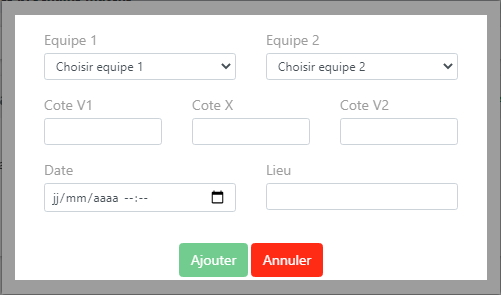 Equipe 1 Equipe 2
Choisir equipe 1 Choisir equipe 2
Cote V1 Cote X Cote V2
Date Lieu
jj/mm/aaaa --:--
Ajouter Annuler